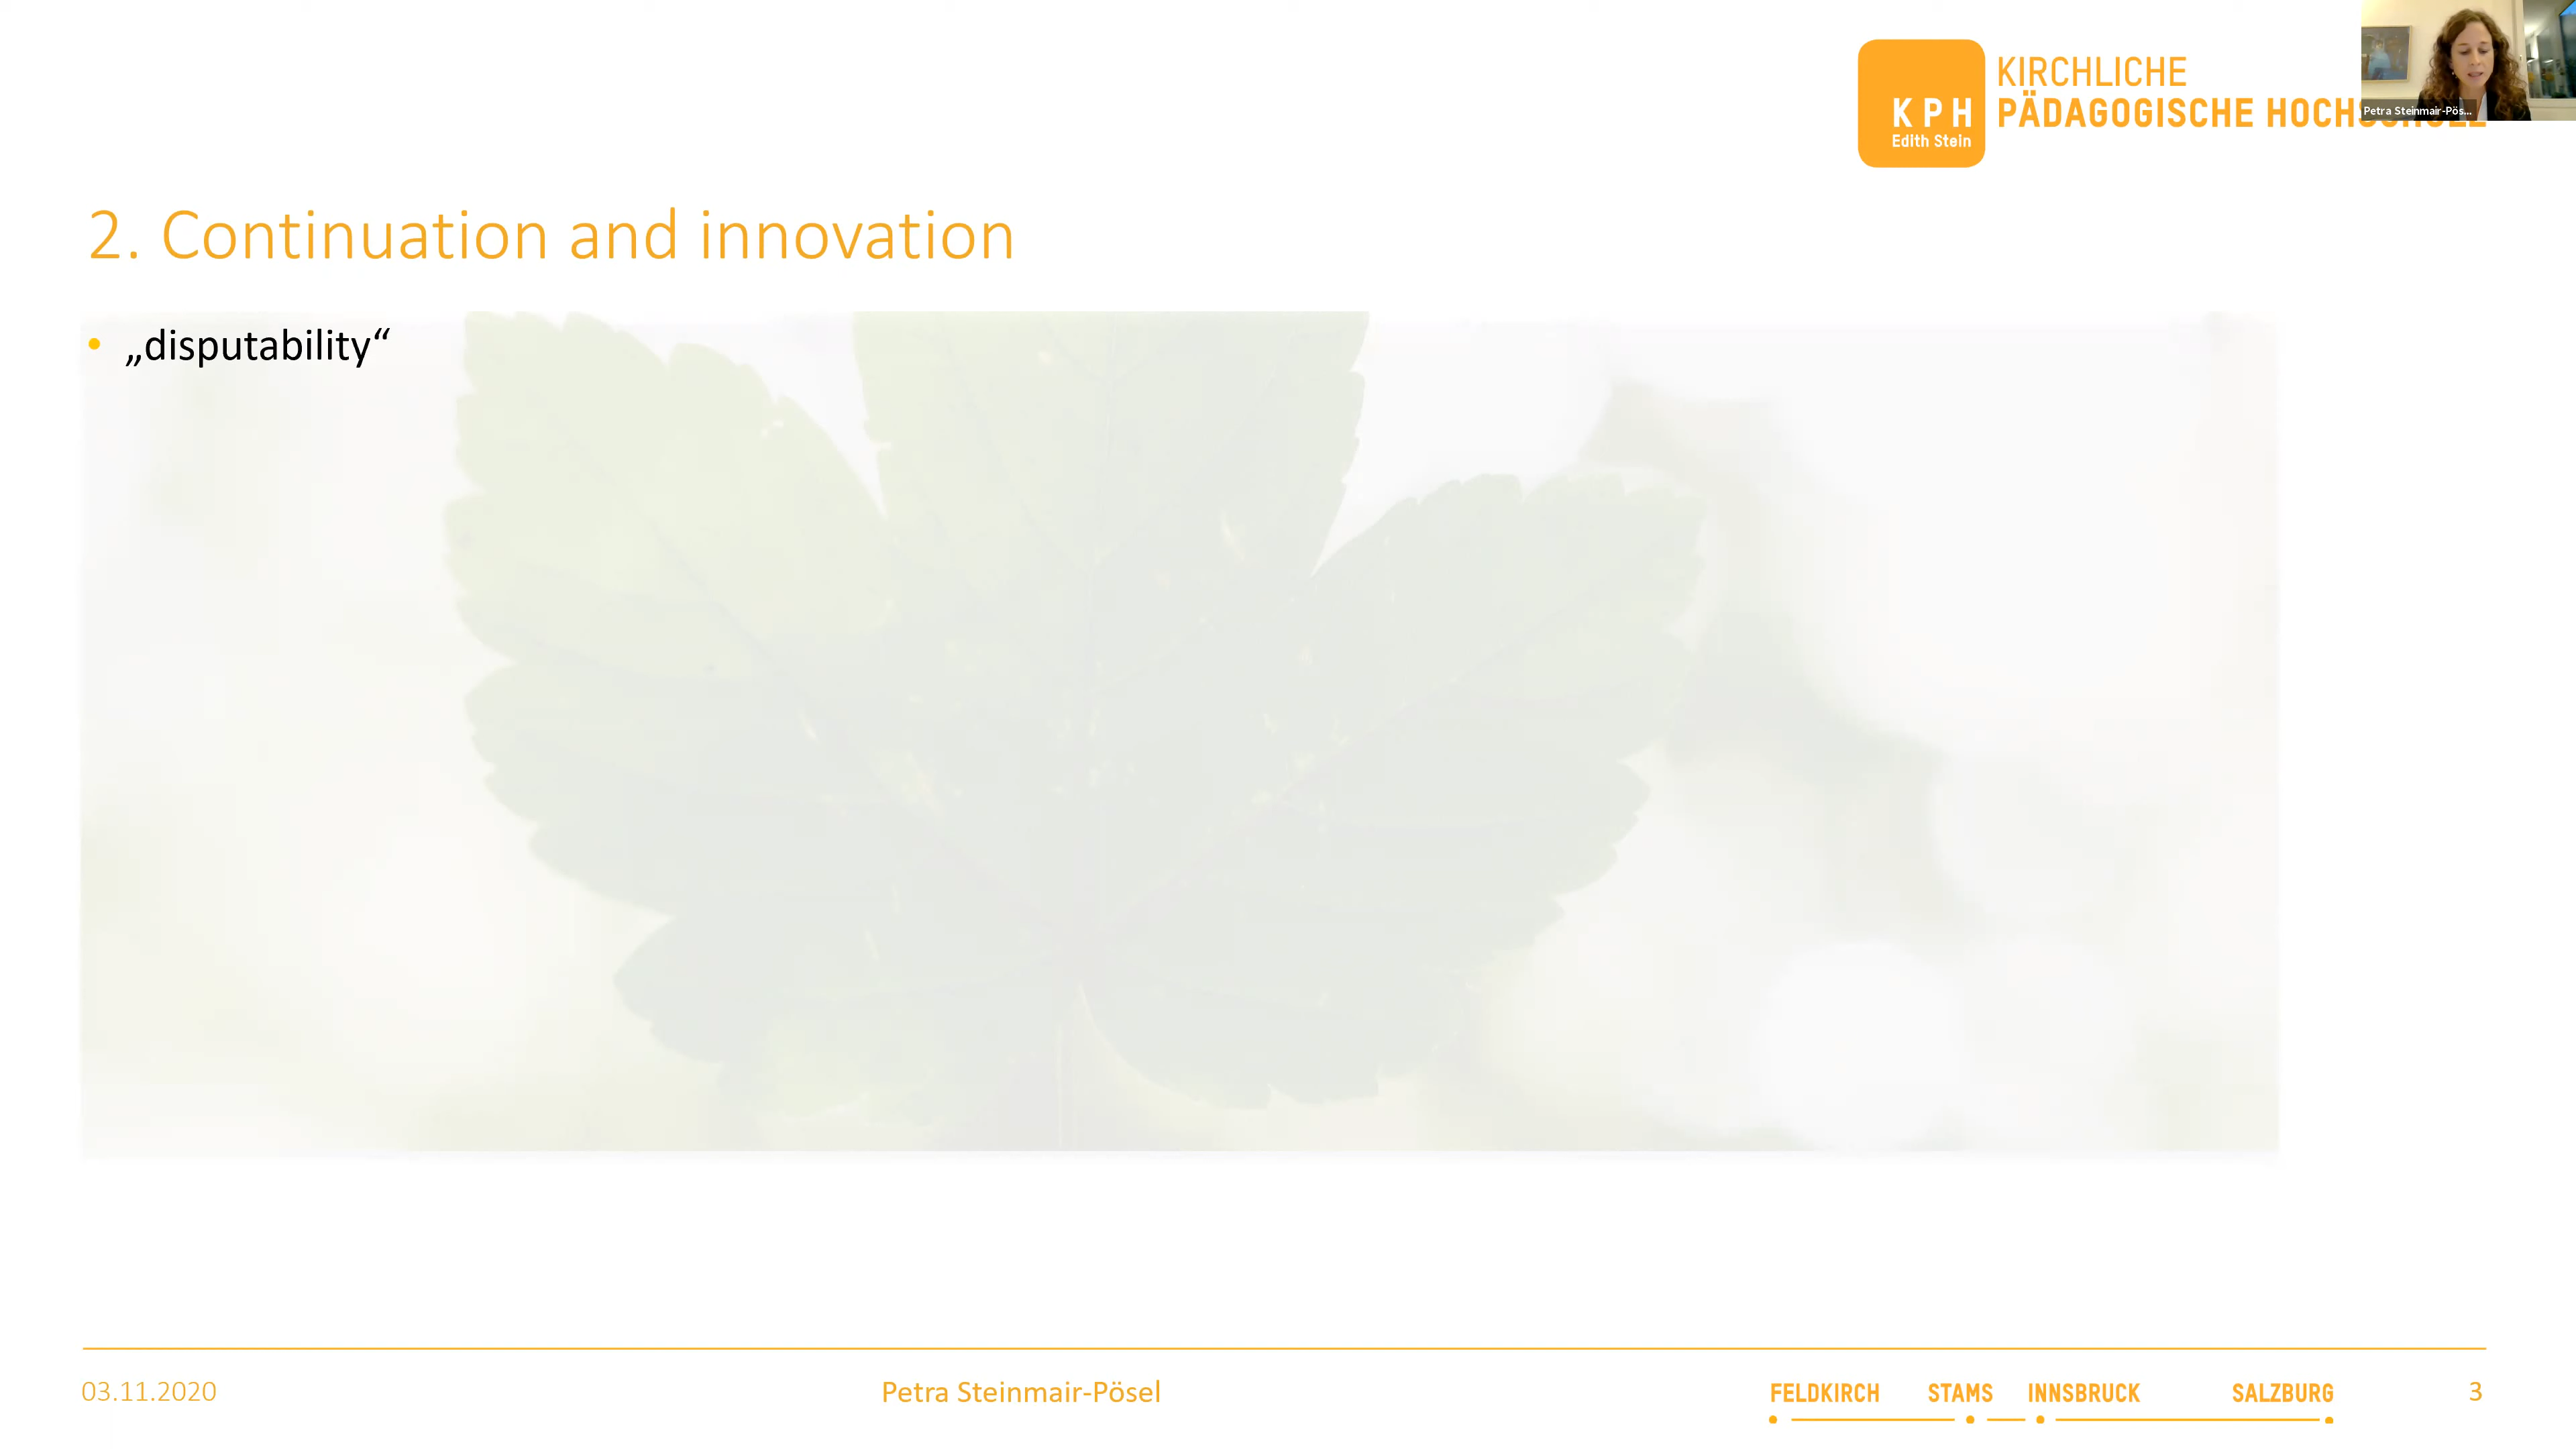 KIRCHLICHE
KPH PÄDAGOGISCHE
Edith Stein
Petra Steinmair-Pös...
2. Continuation and innovation
• „disputability“
03.11.2020
Petra Steinmair-Pösel
FELDKIRCH STAMS INNSBRUCK SALZBURG
3